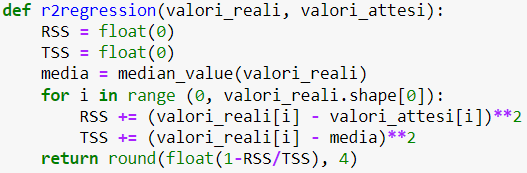 def r2regression(valori_reali, valori_attesi):
    RSS = float(0)
    TSS = float(0)
    media = median_value(valori_reali)
    for i in range (0, valori_reali.shape[0]):
        RSS += (valori_reali[i] - valori_attesi[i])**2
        TSS += (valori_reali[i] - media)**2
    return round(float(1-RSS/TSS), 4)